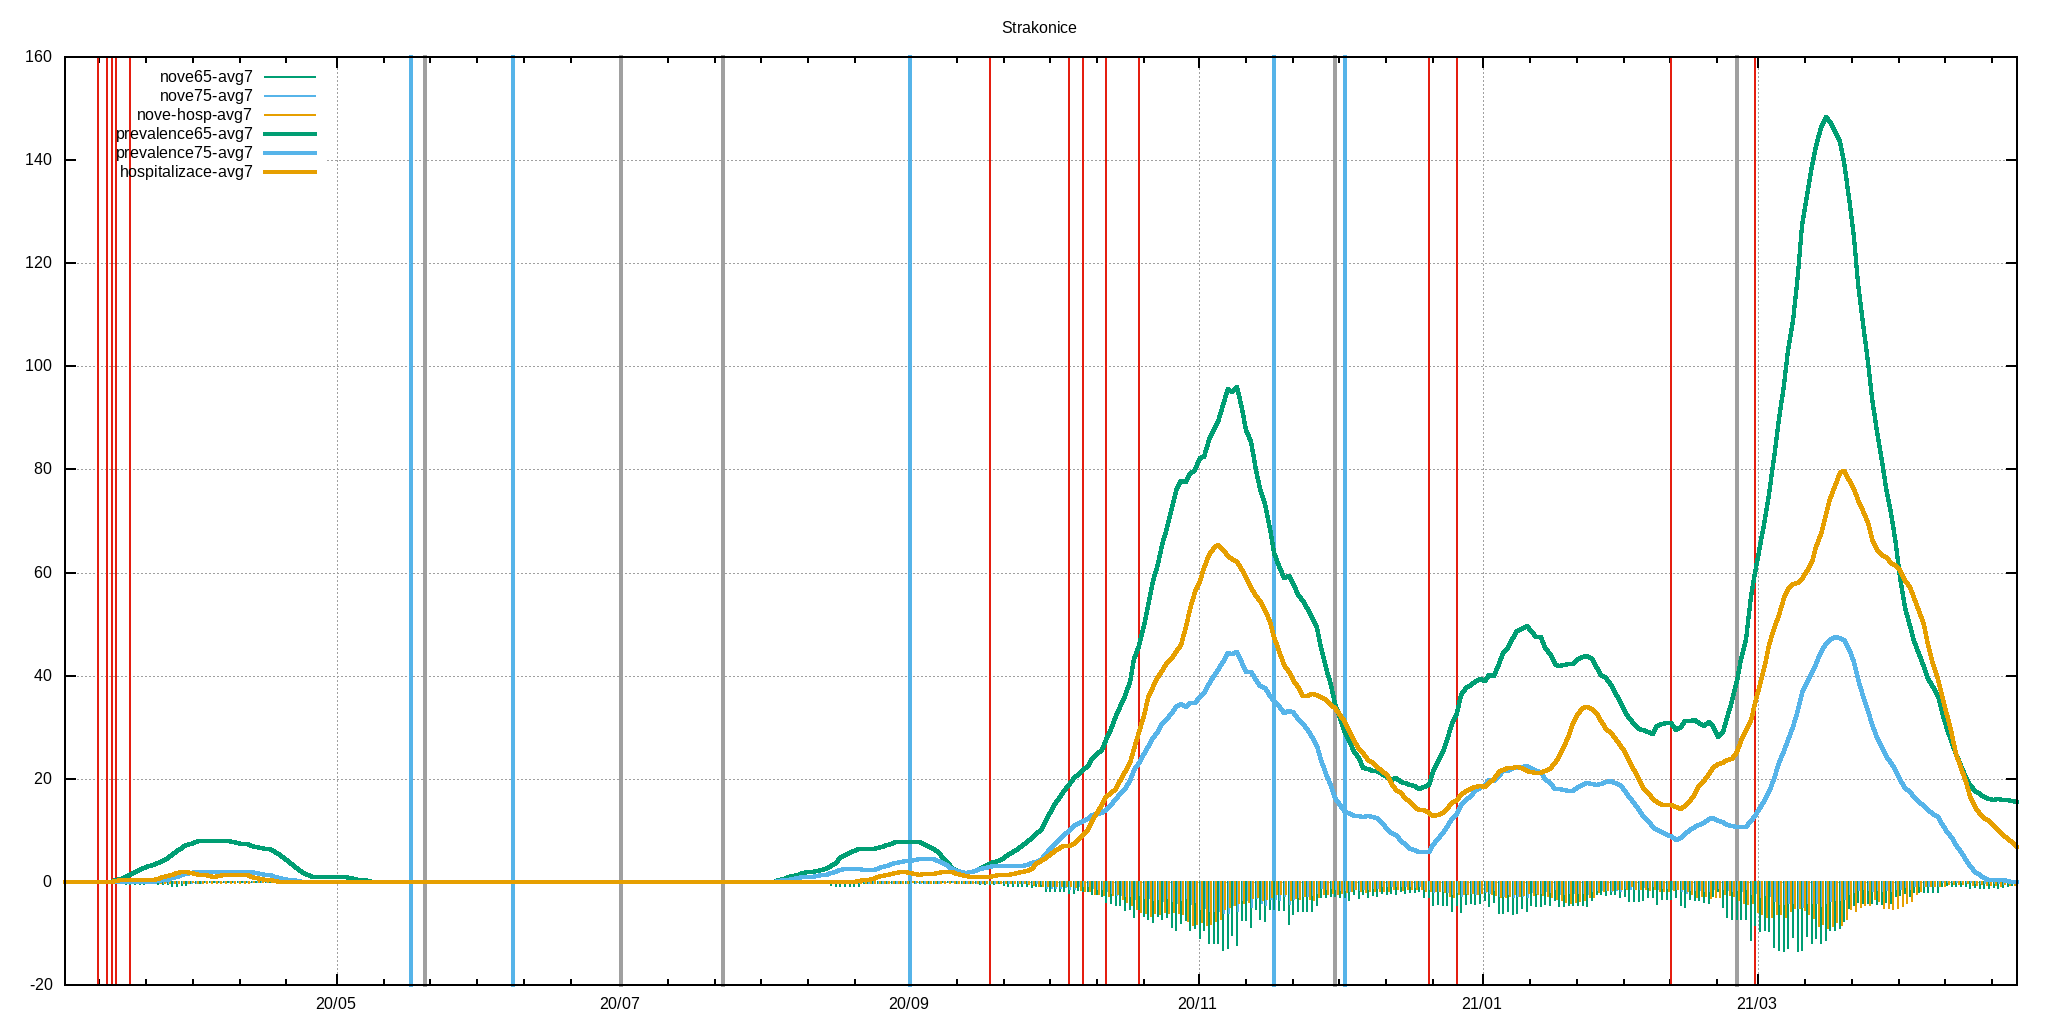 Strakonice
160
140
120
100
80
60
40
20
0
-20
nove65-avg7
nove75-avg7
nove-hosp-avg7
prevalence65-avg7
prevalence75-avg7
hospitalizace-avg7
20/05
20/07
20/09
20/11
21/01
21/03